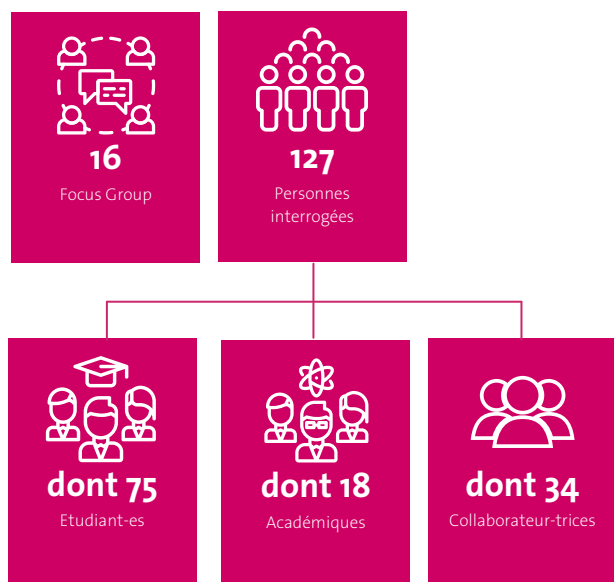 16
Focus Group
127
Personnes
interrogées
dont 75
Etudiant-es
dont 18
Académiques
dont 34
Collaborateur-trices